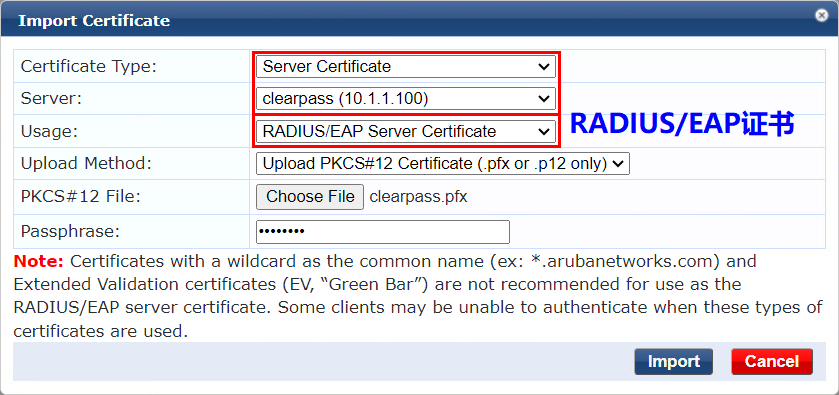 Import Certificate
Certificate Type: Server Certificate
Server: clearpass (10.1.1.100)
Usage: RADIUS/EAP Server Certificate RADIUS/EAP证书
Upload Method: Upload PKCS#12 Certificate (.pfx or .p12 only)
PKCS#12 File: Choose File clearpass.pfx
Passphrase: ••••••••
Note: Certificates with a wildcard as the common name (ex: *.arubanetworks.com) and
Extended Validation certificates (EV, “Green Bar”) are not recommended for use as the
RADIUS/EAP server certificate. Some clients may be unable to authenticate when these types of
certificates are used.
Import Cancel